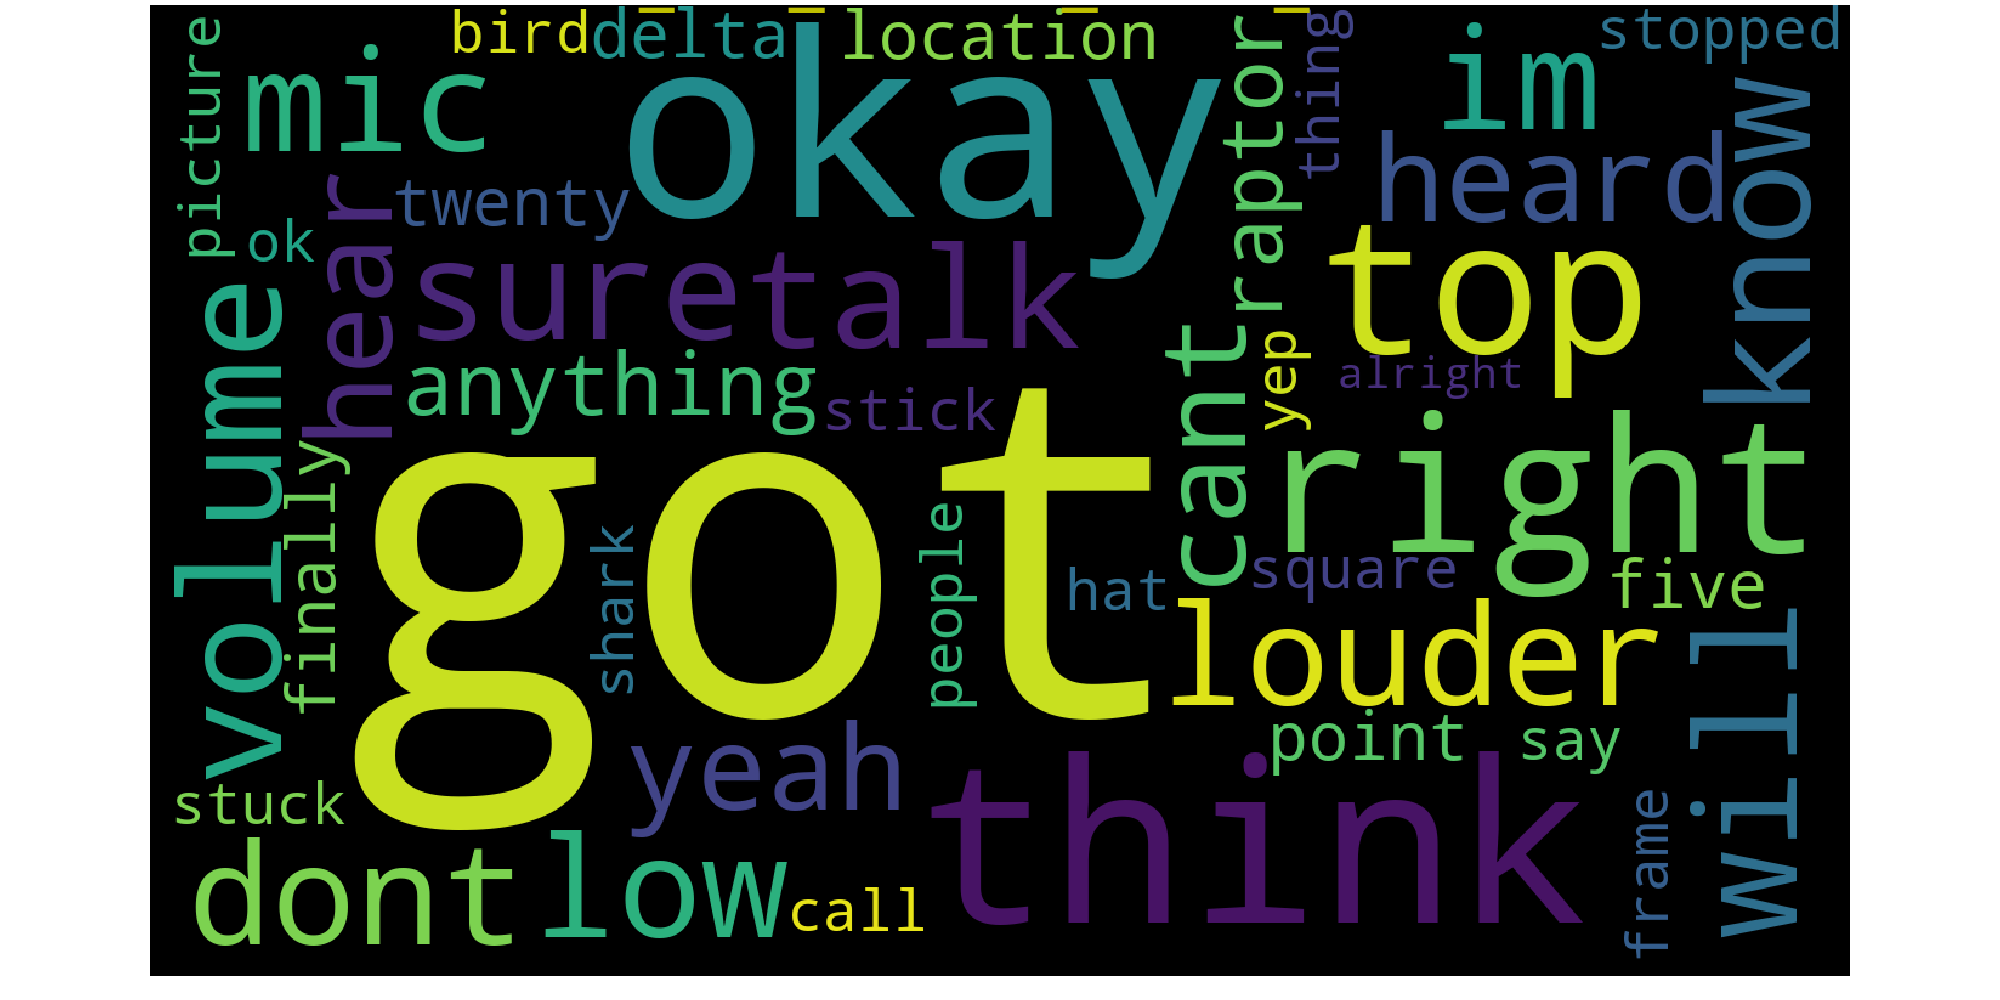 bird
delta
location
stopped
picture
mic
okay
raptor
thing
im
know
heard
twenty
hear
ok
sure
talk
top
volume
anything
stick
cant
yep
alright
got
right
finally
shark
people
hat
square
five
louder
will
yeah
point
say
think
stuck
frame
dont
low
call